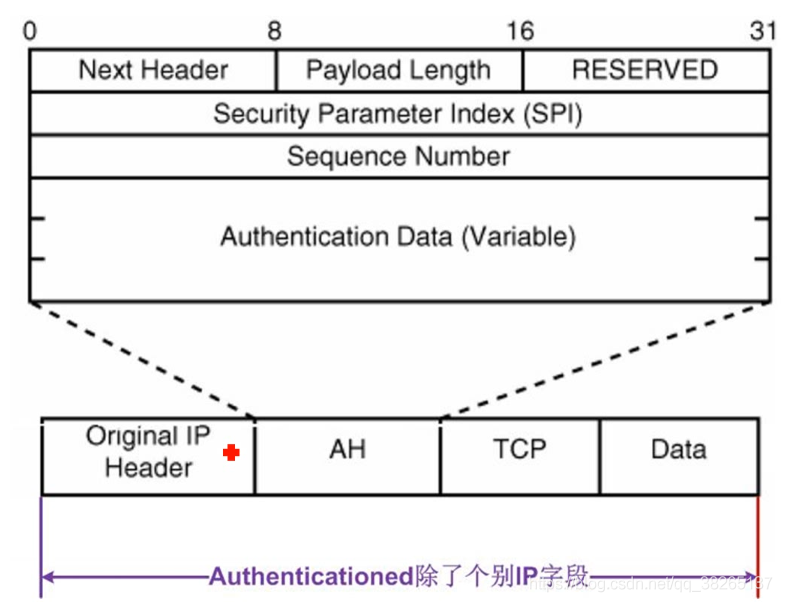 0 8 16 31
Next Header Payload Length RESERVED
Security Parameter Index (SPI)
Sequence Number
Authentication Data (Variable)
Original IP
Header
AH TCP Data
Authenticationed除了个别IP字段
https://blog.csdn.net/qq_38265137